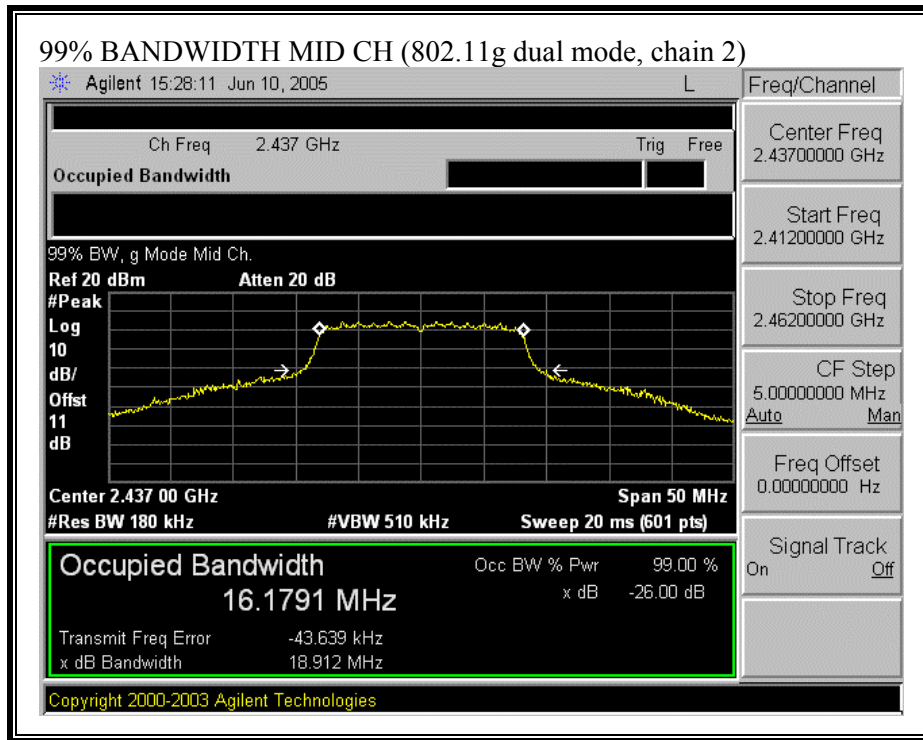 99% BANDWIDTH MID CH (802.11g dual mode, chain 2)
Agilent 15:28:11 Jun 10, 2005 L
Freq/Channel
Ch Freq 2.437 GHz Trig Free
Occupied Bandwidth
Center Freq
2.43700000 GHz
Start Freq
2.41200000 GHz
Stop Freq
2.46200000 GHz
CF Step
5.00000000 MHz
Auto Man
Freq Offset
0.00000000 Hz
Signal Track
On Off
99% BW, g Mode Mid Ch.
Ref 20 dBm Atten 20 dB
#Peak
Log
10
dB/
Offst
11
dB
Center 2.437 00 GHz Span 50 MHz
#Res BW 180 kHz #VBW 510 kHz Sweep 20 ms (601 pts)
Occupied Bandwidth Occ BW % Pwr 99.00 %
16.1791 MHz x dB -26.00 dB
Transmit Freq Error -43.639 kHz
x dB Bandwidth 18.912 MHz
Copyright 2000-2003 Agilent Technologies